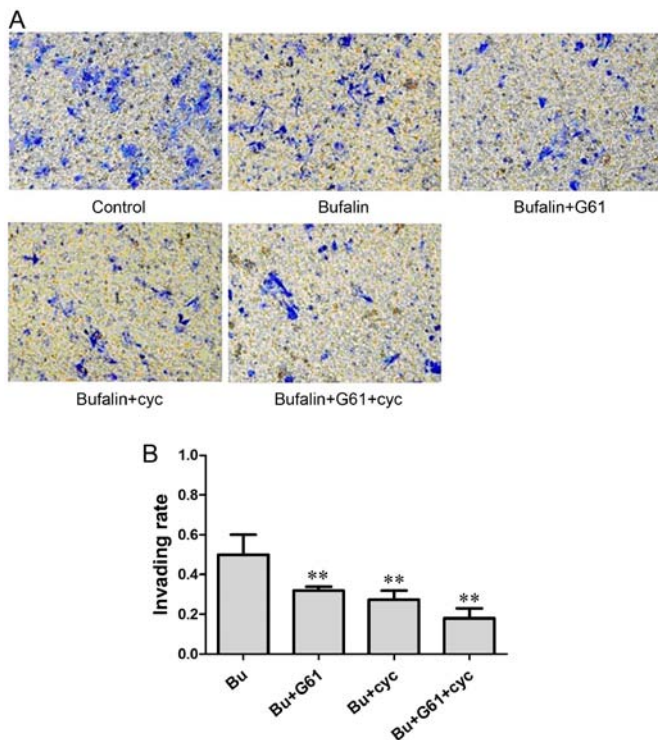 A
Control
Bufalin
Bufalin+G61
Bufalin+cyc
Bufalin+G61+cyc
B
Invading rate
1.0
0.8
0.6
0.4
0.2
0.0
**
**
**
Bu
Bu+G61
Bu+cyc
Bu+G61+cyc